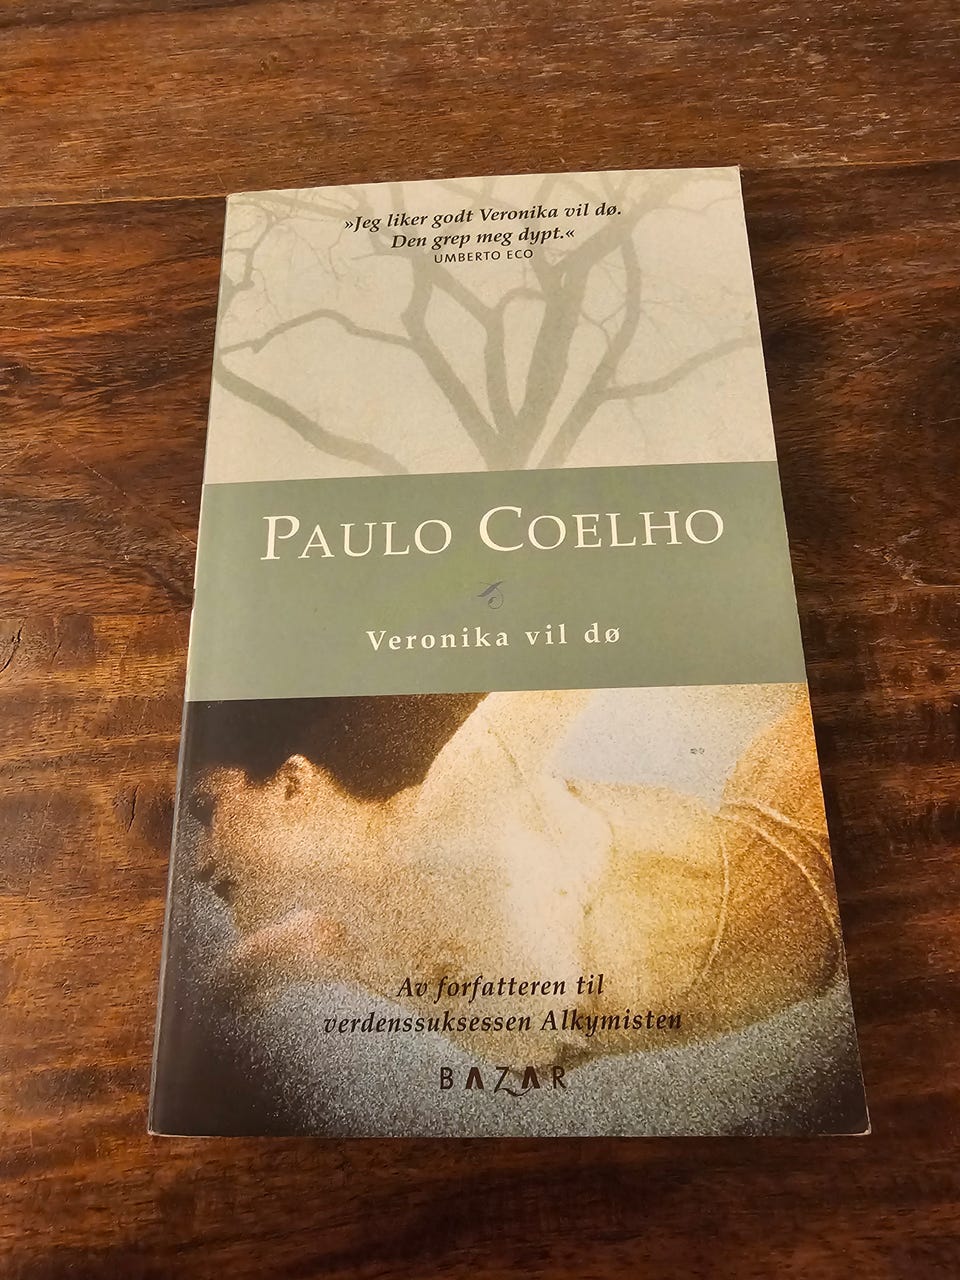 »Jeg liker godt Veronika vil dø.
Den grep meg dypt.«
UMBERTO ECO
PAULO COELHO
Veronika vil dø
Av forfatteren til
verdenssuksessen Alkymisten
BAZAR